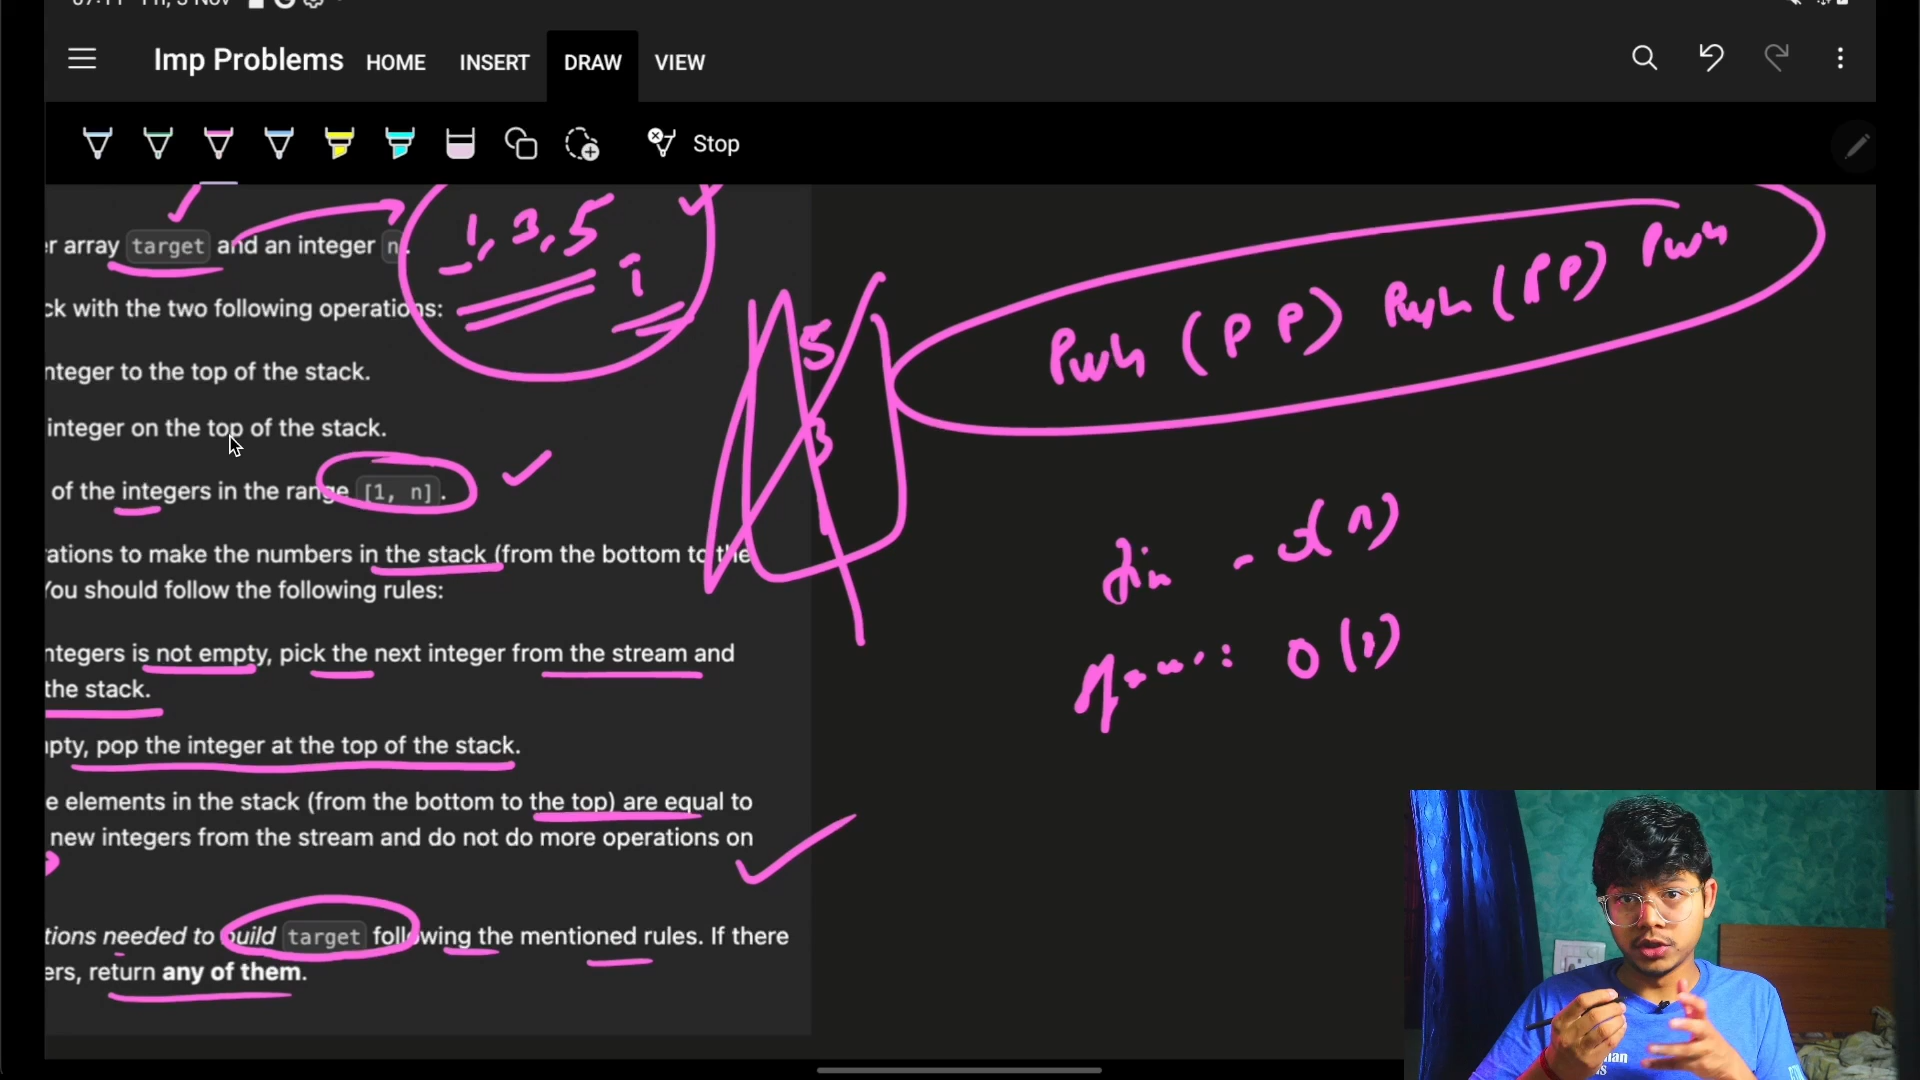 Imp Problems HOME INSERT DRAW VIEW
Stop
er array target and an integer n.
1, 3, 5
ck with the two following operations:
nteger to the top of the stack.
integer on the top of the stack.
of the integers in the range [1, n].
rations to make the numbers in the stack (from the bottom to the
You should follow the following rules:
ntegers is not empty, pick the next integer from the stream and
the stack.
npty, pop the integer at the top of the stack.
e elements in the stack (from the bottom to the top) are equal to
new integers from the stream and do not do more operations on
tions needed to build target following the mentioned rules. If there
ers, return any of them.
5
3
Push (P P) Push (P P) Push
O(n)
O(1)